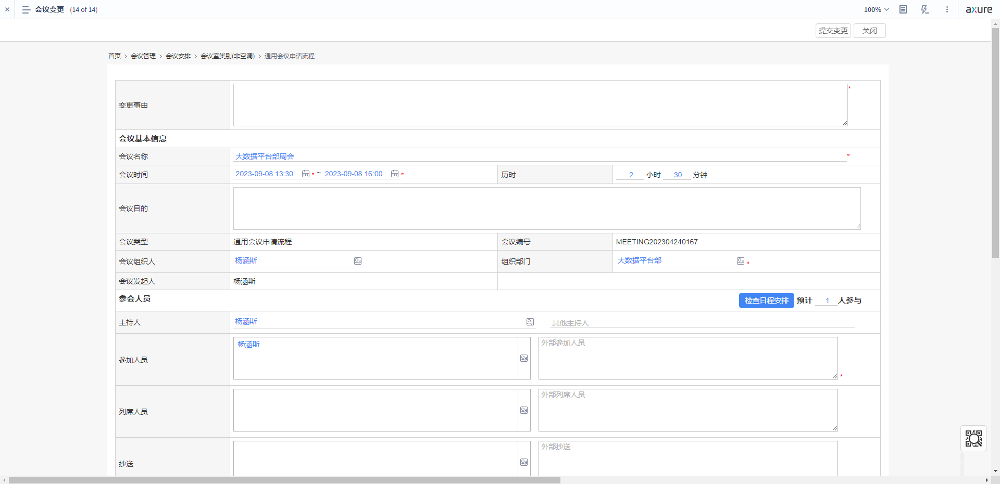 会议变更 (14 of 14) 100% axure
提交变更 关闭
首页 > 会议管理 > 会议安排 > 会议室类别(非空调) > 通用会议申请流程
变更事由 *
会议基本信息
会议名称 大数据平台部周会 *
会议时间 2023-09-08 13:30 * ~ 2023-09-08 16:00 * 历时 2 小时 30 分钟
会议目的
会议类型 通用会议申请流程 会议编号 MEETING202304240167
会议组织人 杨涵斯 组织部门 大数据平台部 *
会议发起人 杨涵斯
参会人员 检查日程安排 预计 1 人参与
主持人 杨涵斯 其他主持人
参加人员 杨涵斯 外部参加人员 *
列席人员 外部列席人员
抄送 外部抄送